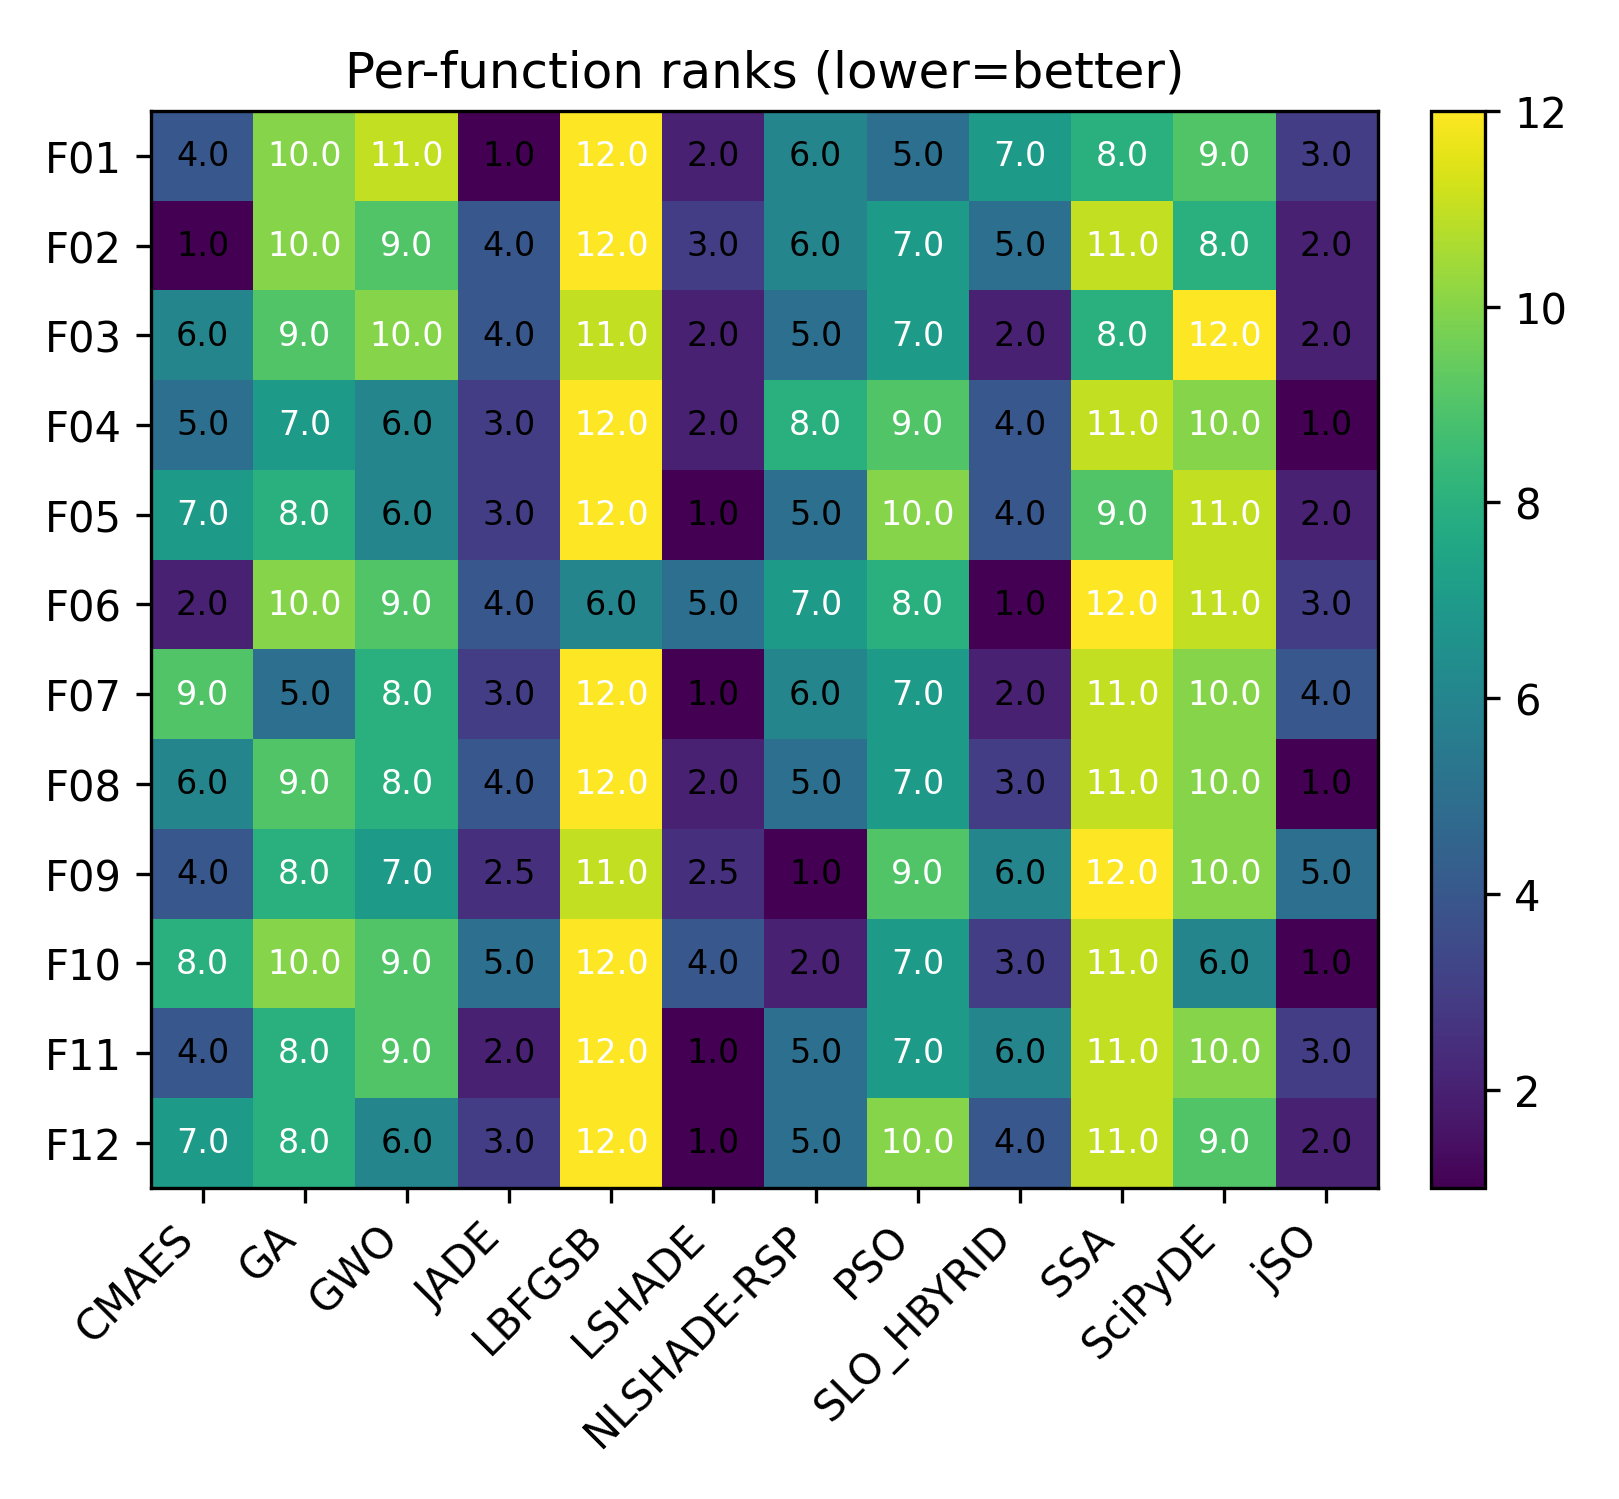 Per-function ranks (lower=better)
F01 4.0 10.0 11.0 1.0 12.0 2.0 6.0 5.0 7.0 8.0 9.0 3.0
F02 1.0 10.0 9.0 4.0 12.0 3.0 6.0 7.0 5.0 11.0 8.0 2.0
F03 6.0 9.0 10.0 4.0 11.0 2.0 5.0 7.0 2.0 8.0 12.0 2.0
F04 5.0 7.0 6.0 3.0 12.0 2.0 8.0 9.0 4.0 11.0 10.0 1.0
F05 7.0 8.0 6.0 3.0 12.0 1.0 5.0 10.0 4.0 9.0 11.0 2.0
F06 2.0 10.0 9.0 4.0 6.0 5.0 7.0 8.0 1.0 12.0 11.0 3.0
F07 9.0 5.0 8.0 3.0 12.0 1.0 6.0 7.0 2.0 11.0 10.0 4.0
F08 6.0 9.0 8.0 4.0 12.0 2.0 5.0 7.0 3.0 11.0 10.0 1.0
F09 4.0 8.0 7.0 2.5 11.0 2.5 1.0 9.0 6.0 12.0 10.0 5.0
F10 8.0 10.0 9.0 5.0 12.0 4.0 2.0 7.0 3.0 11.0 6.0 1.0
F11 4.0 8.0 9.0 2.0 12.0 1.0 5.0 7.0 6.0 11.0 10.0 3.0
F12 7.0 8.0 6.0 3.0 12.0 1.0 5.0 10.0 4.0 11.0 9.0 2.0
CMAES GA GWO JADE LBFGSB LSHADE NLSHADE-RSP PSO SLO_HBYRID SSA SciPyDE jSO
12
10
8
6
4
2